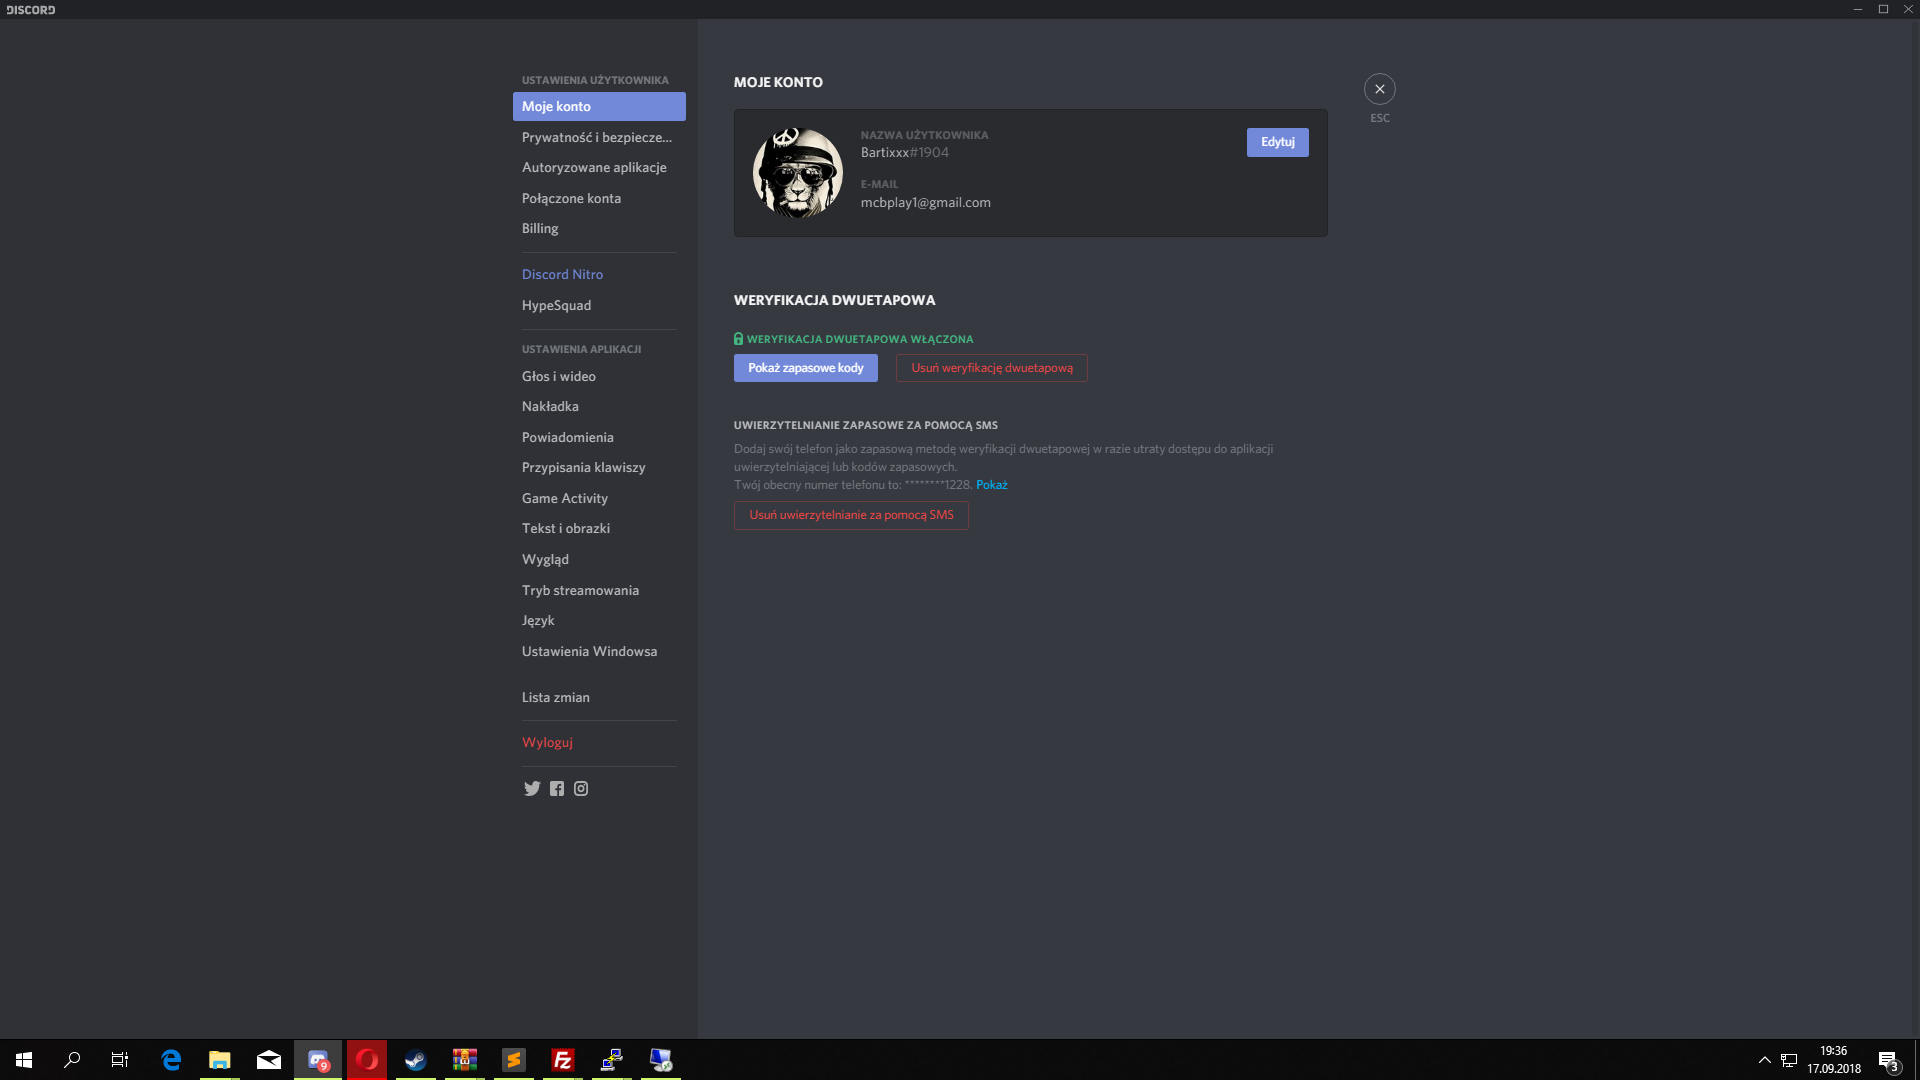 DISCORD
USTAWIENIA UŻYTKOWNIKA
Moje konto
Prywatność i bezpiecze...
Autoryzowane aplikacje
Połączone konta
Billing
Discord Nitro
HypeSquad
USTAWIENIA APLIKACJI
Głos i wideo
Nakładka
Powiadomienia
Przypisania klawiszy
Game Activity
Tekst i obrazki
Wygląd
Tryb streamowania
Język
Ustawienia Windowsa
Lista zmian
Wyloguj
MOJE KONTO
NAZWA UŻYTKOWNIKA
Bartixxx#1904
E-MAIL
mcbplay1@gmail.com
Edytuj
ESC
WERYFIKACJA DWUETAPOWA
WERYFIKACJA DWUETAPOWA WŁĄCZONA
Pokaż zapasowe kody
Usuń weryfikację dwuetapową
UWIERZYTELNIANIE ZAPASOWE ZA POMOCĄ SMS
Dodaj swój telefon jako zapasową metodę weryfikacji dwuetapowej w razie utraty dostępu do aplikacji
uwierzytelniającej lub kodów zapasowych.
Twój obecny numer telefonu to: ********1228. Pokaż
Usuń uwierzytelnianie za pomocą SMS
9
Fz
19:36
17.09.2018
3